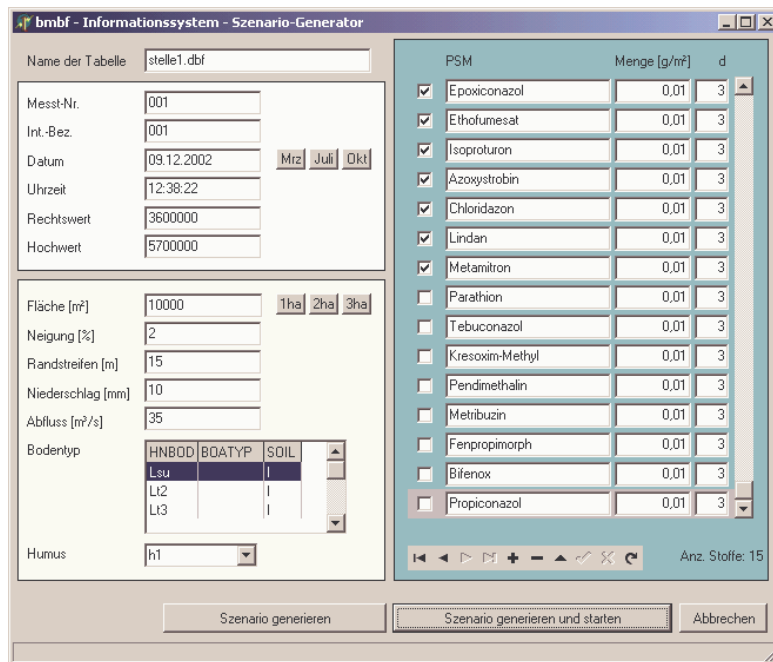 bmbf - Informationssystem - Szenario-Generator
Name der Tabelle stelle1.dbf
Messt-Nr. 001
Int.-Bez. 001
Datum 09.12.2002 Mrz Juli Okt
Uhrzeit 12:38:22
Rechtswert 3600000
Hochwert 5700000
Fläche [m²] 10000 1ha 2ha 3ha
Neigung [%] 2
Randstreifen [m] 15
Niederschlag [mm] 10
Abfluss [m³/s] 35
Bodentyp HNBOD BOATYP SOIL
Lsu l
Lt2 l
Lt3 l
Humus h1
PSM Menge [g/m²] d
Epoxiconazol 0,01 3
Ethofumesat 0,01 3
Isoproturon 0,01 3
Azoxystrobin 0,01 3
Chloridazon 0,01 3
Lindan 0,01 3
Metamitron 0,01 3
Parathion 0,01 3
Tebuconazol 0,01 3
Kresoxim-Methyl 0,01 3
Pendimethalin 0,01 3
Metribuzin 0,01 3
Fenpropimorph 0,01 3
Bifenox 0,01 3
Propiconazol 0,01 3
Anz. Stoffe: 15
Szenario generieren Szenario generieren und starten Abbrechen